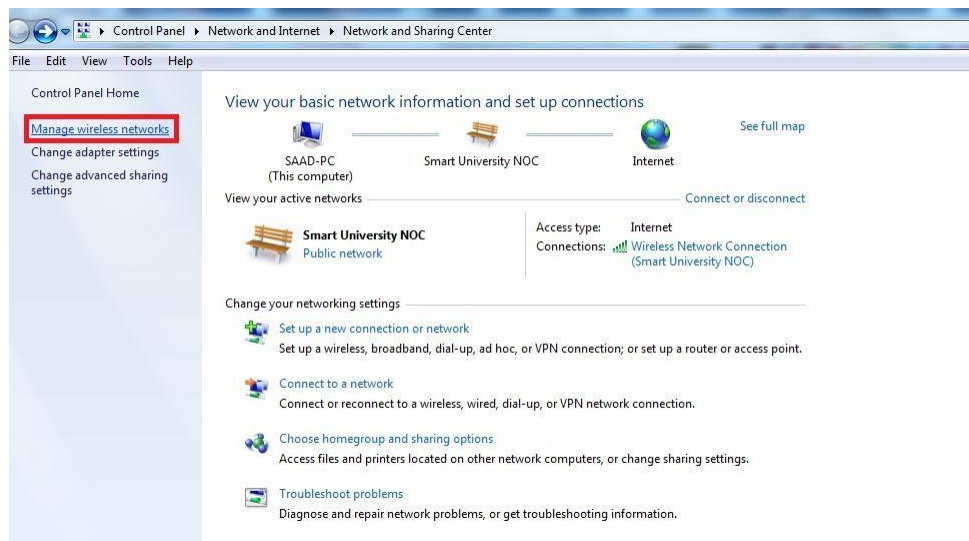 Control Panel ▸ Network and Internet ▸ Network and Sharing Center
File Edit View Tools Help
Control Panel Home
Manage wireless networks
Change adapter settings
Change advanced sharing
settings
View your basic network information and set up connections
See full map
SAAD-PC
(This computer)
Smart University NOC
Internet
View your active networks
Connect or disconnect
Smart University NOC
Public network
Access type: Internet
Connections: Wireless Network Connection
(Smart University NOC)
Change your networking settings
Set up a new connection or network
Set up a wireless, broadband, dial-up, ad hoc, or VPN connection; or set up a router or access point.
Connect to a network
Connect or reconnect to a wireless, wired, dial-up, or VPN network connection.
Choose homegroup and sharing options
Access files and printers located on other network computers, or change sharing settings.
Troubleshoot problems
Diagnose and repair network problems, or get troubleshooting information.